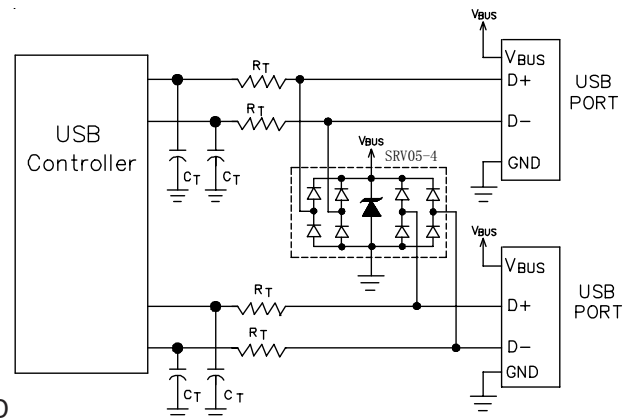 VBUS
RT
VBUS
D+
USB
PORT
RT
D-
USB
Controller
VBUS
SRV05-4
GND
CT
CT
VBUS
RT
VBUS
D+
USB
PORT
RT
D-
GND
CT
CT